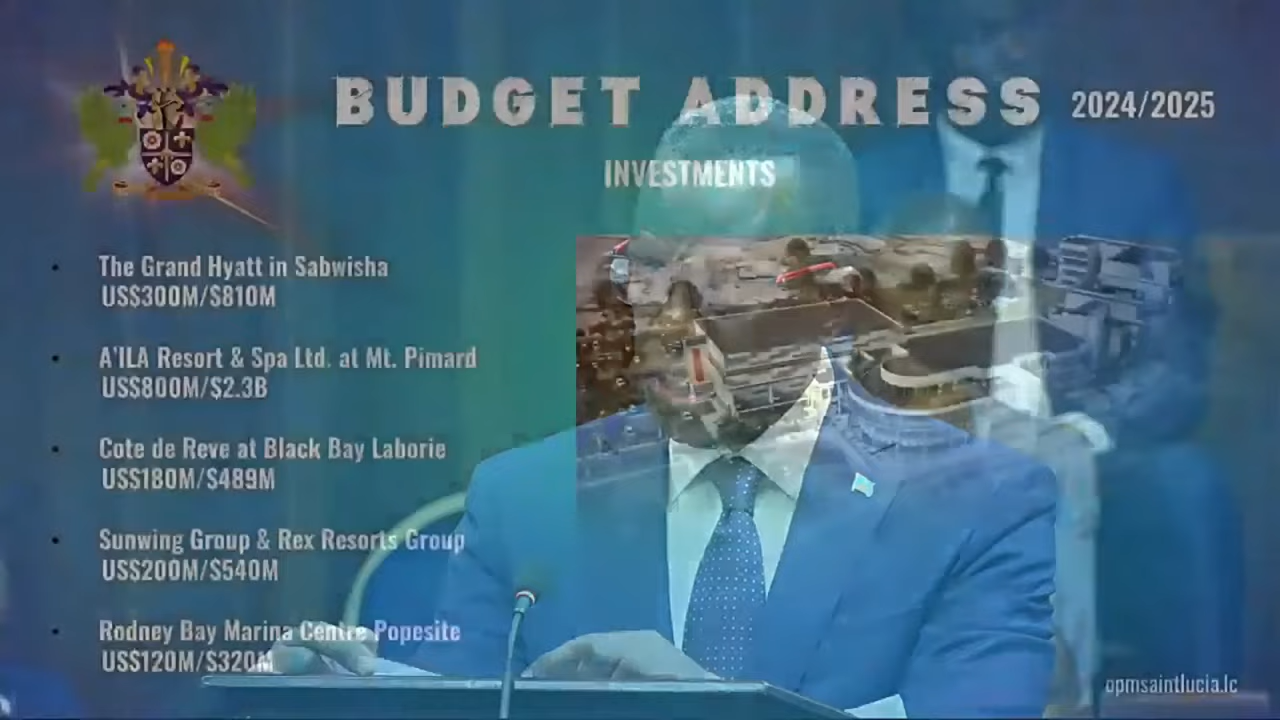 BUDGET ADDRESS 2024/2025
INVESTMENTS
• The Grand Hyatt in Sabwisha
US$300M/$810M
• A'ILA Resort & Spa Ltd. at Mt. Pimard
US$800M/$2.3B
• Cote de Reve at Black Bay Laborie
US$180M/$489M
• Sunwing Group & Rex Resorts Group
US$200M/$540M
• Rodney Bay Marina Centre Popesite
US$120M/$320M
opmsaintlucia.lc